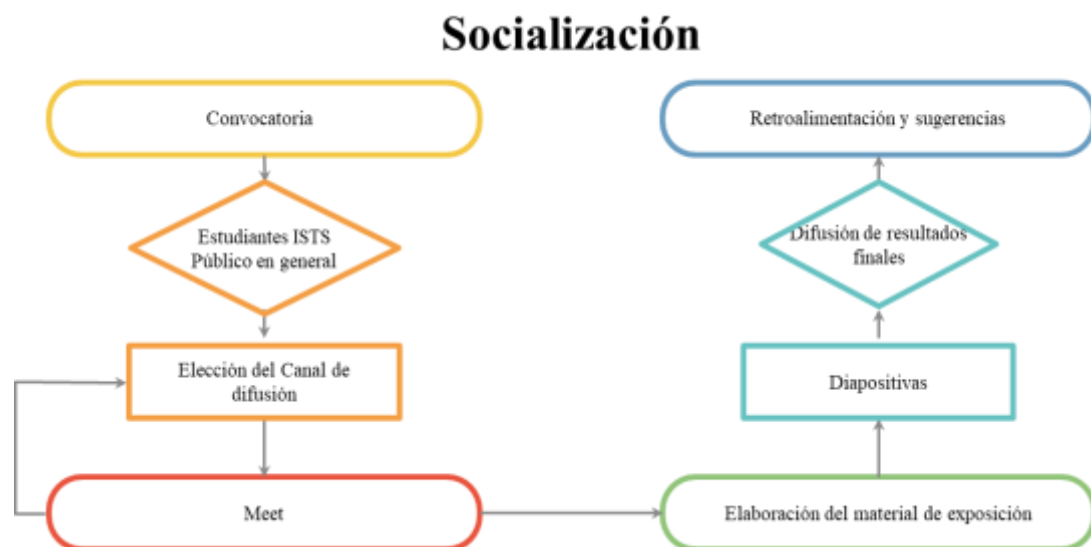 Socialización
Convocatoria
Estudiantes ISTS
Público en general
Elección del Canal de
difusión
Meet
Elaboración del material de exposición
Diapositivas
Difusión de resultados
finales
Retroalimentación y sugerencias